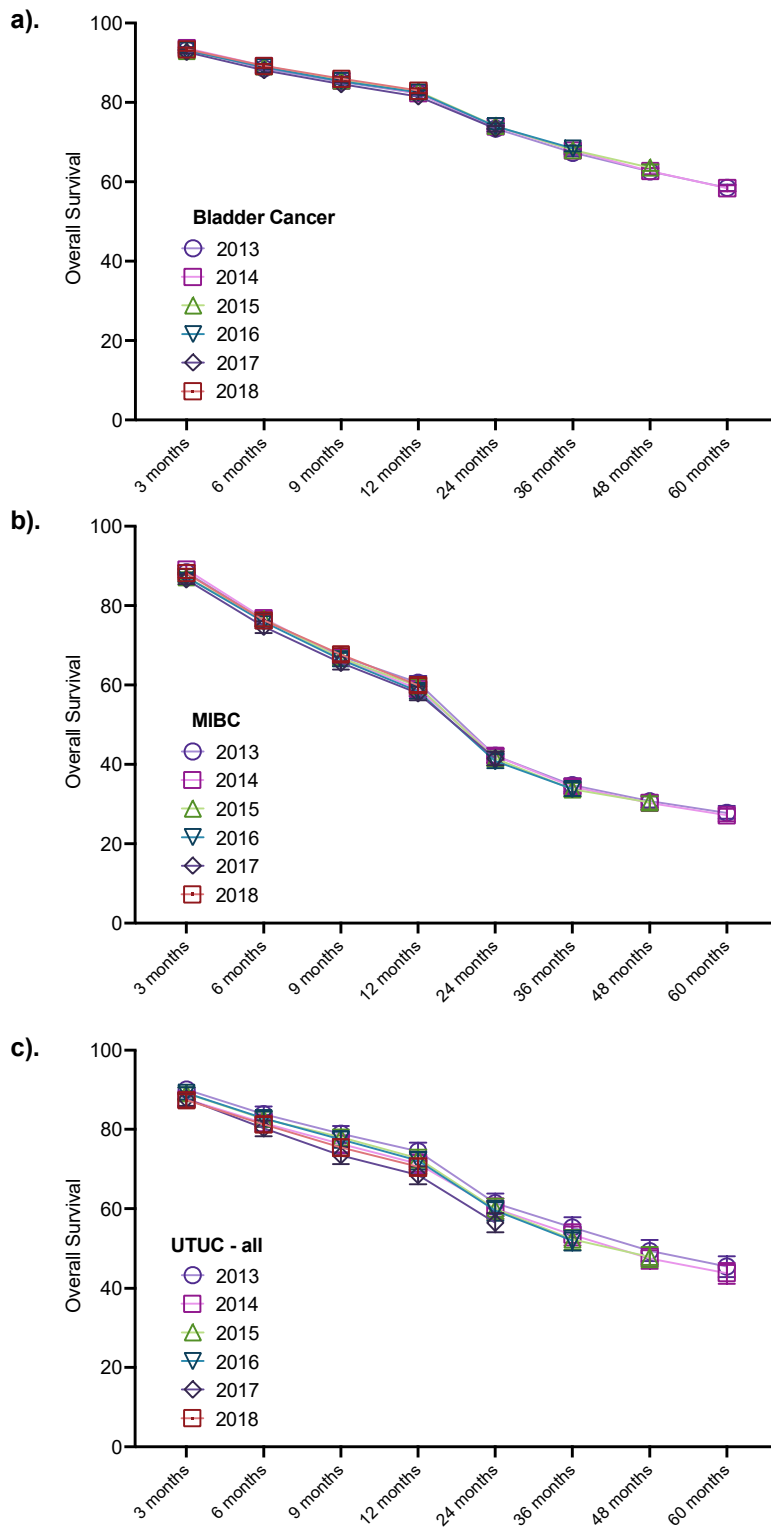 a).
Overall Survival
100
80
60
40
20
0
Bladder Cancer
2013
2014
2015
2016
2017
2018
3 months
6 months
9 months
12 months
24 months
36 months
48 months
60 months
b).
Overall Survival
100
80
60
40
20
0
MIBC
2013
2014
2015
2016
2017
2018
3 months
6 months
9 months
12 months
24 months
36 months
48 months
60 months
c).
Overall Survival
100
80
60
40
20
0
UTUC - all
2013
2014
2015
2016
2017
2018
3 months
6 months
9 months
12 months
24 months
36 months
48 months
60 months